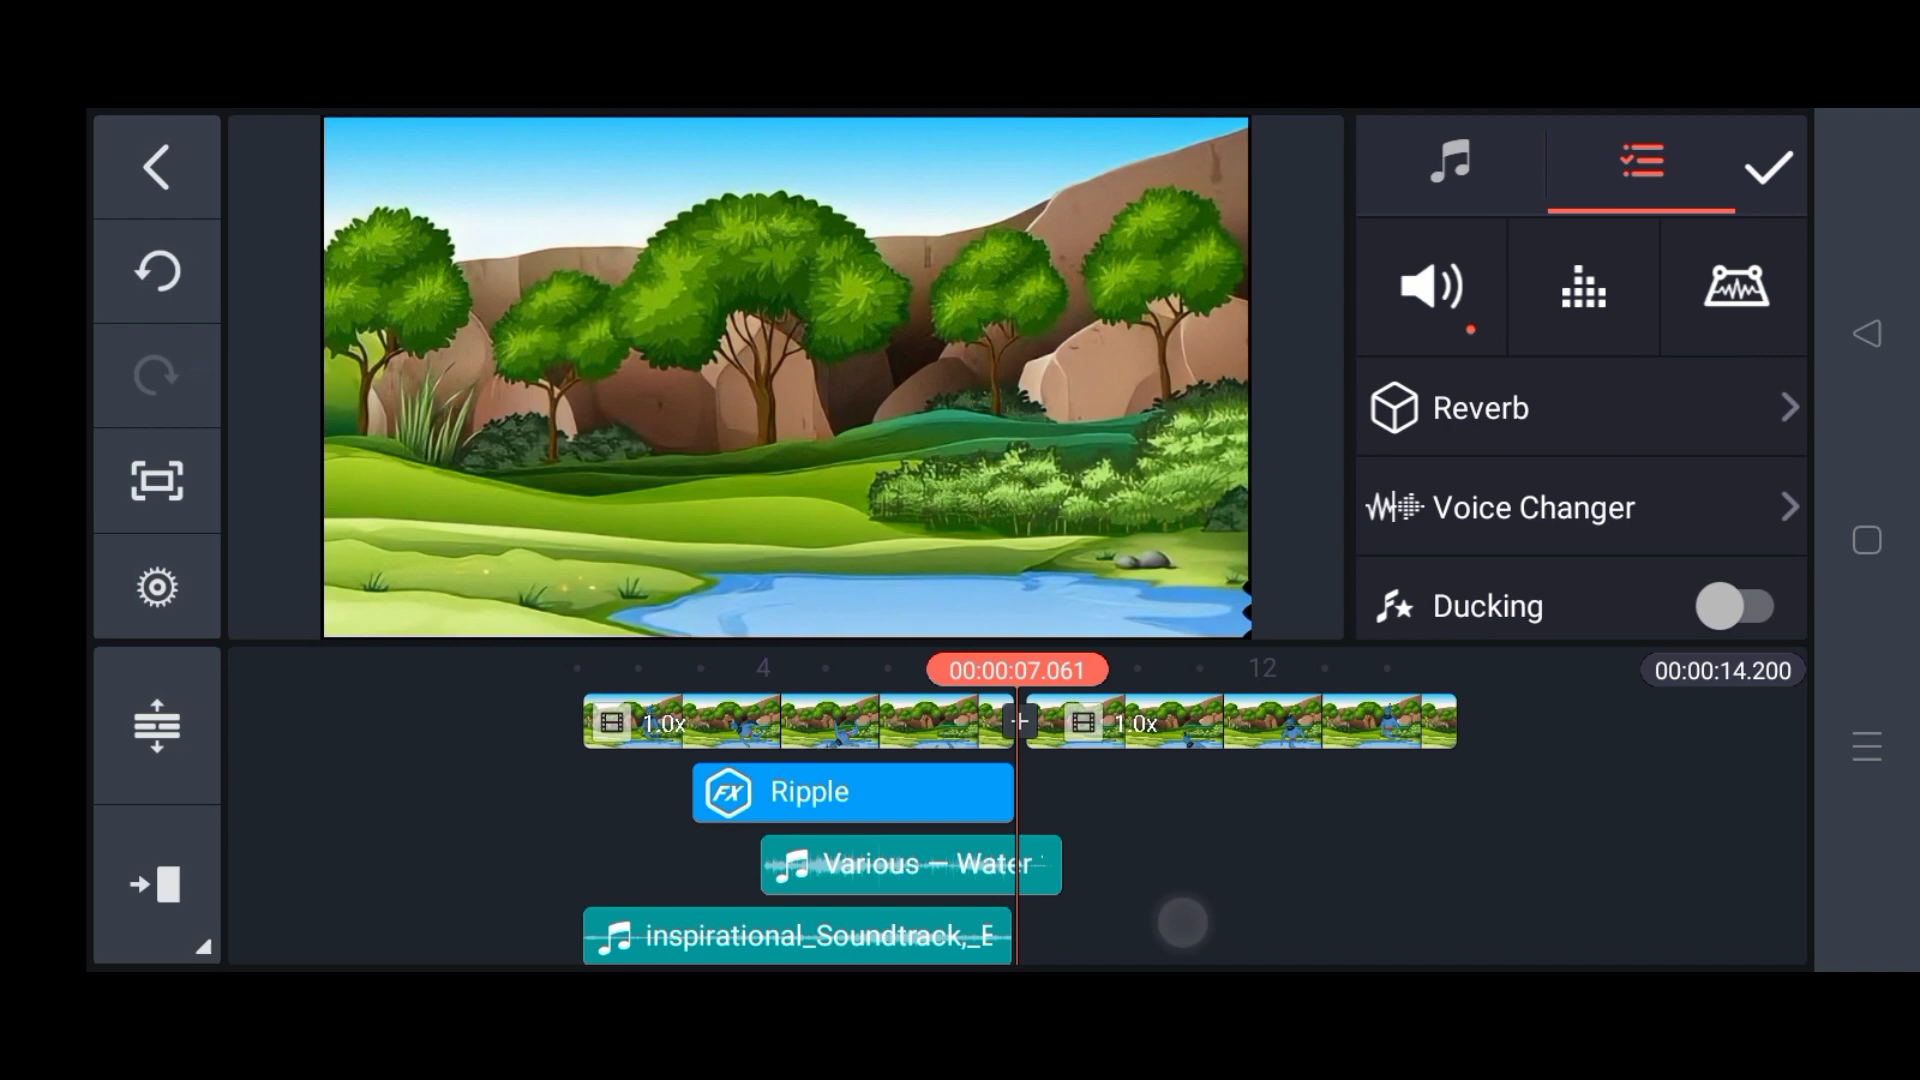 Reverb
Voice Changer
Ducking
4
00:00:07.061
12
00:00:14.200
1.0x
1.0x
FX Ripple
Various — Water
inspirational_Soundtrack,_E